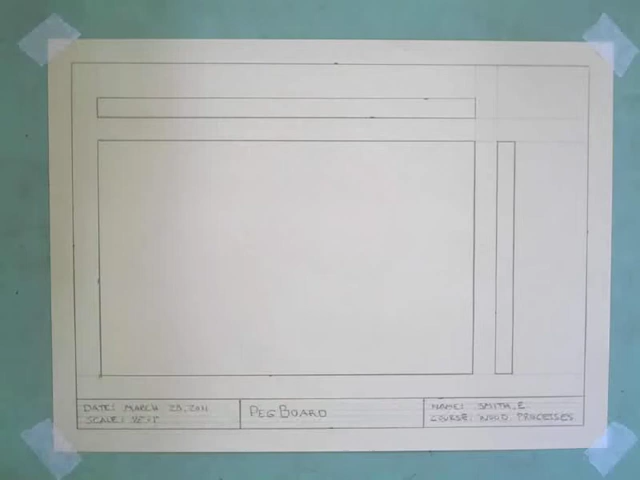 DATE: MARCH 23, 2011
SCALE: ½"=1"
PEG BOARD
NAME: SMITH, E
COURSE: WOOD PROCESSES